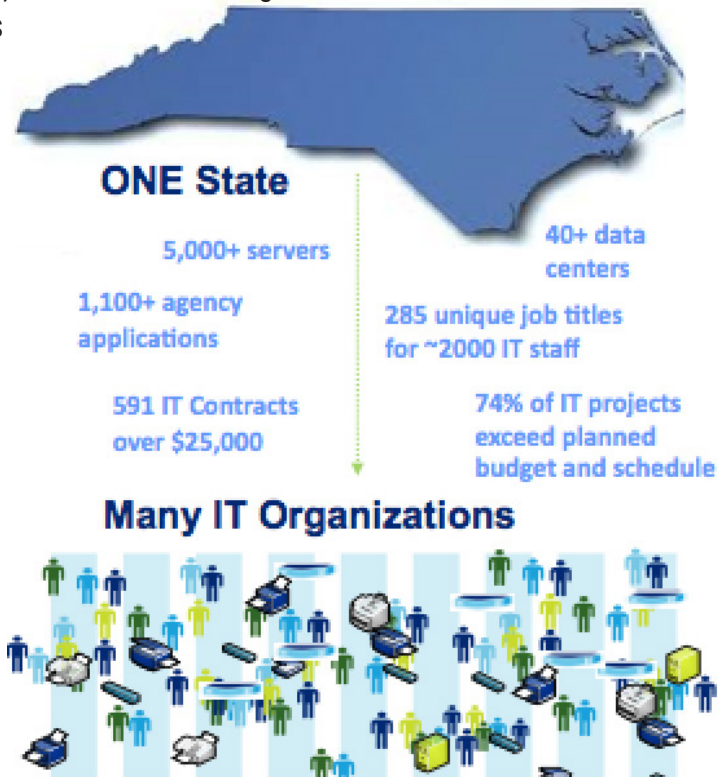 ONE State
5,000+ servers
40+ data
centers
1,100+ agency
applications
285 unique job titles
for ~2000 IT staff
591 IT Contracts
over $25,000
74% of IT projects
exceed planned
budget and schedule
Many IT Organizations